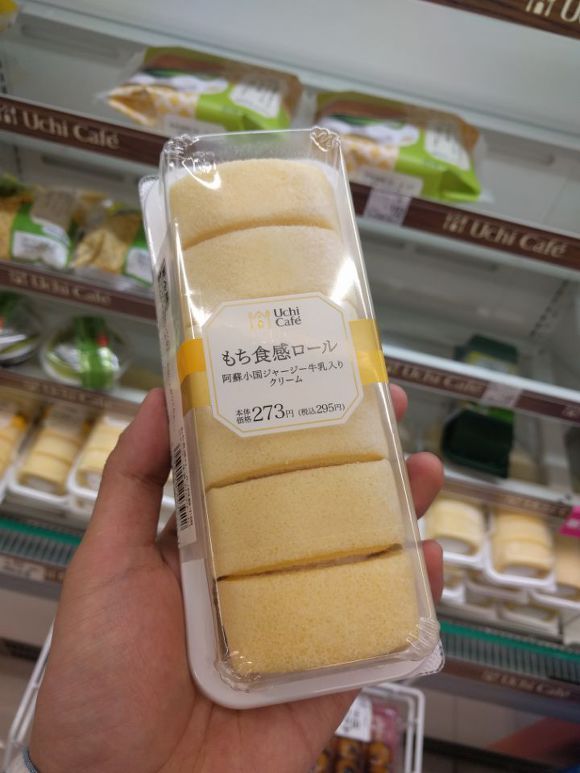 Uchi
Café
もち食感ロール
阿蘇小国ジャージー牛乳入り
クリーム
本体
価格 273円 (税込295円)
Uchi Café
Uchi Café
Uchi Café
Uchi Café